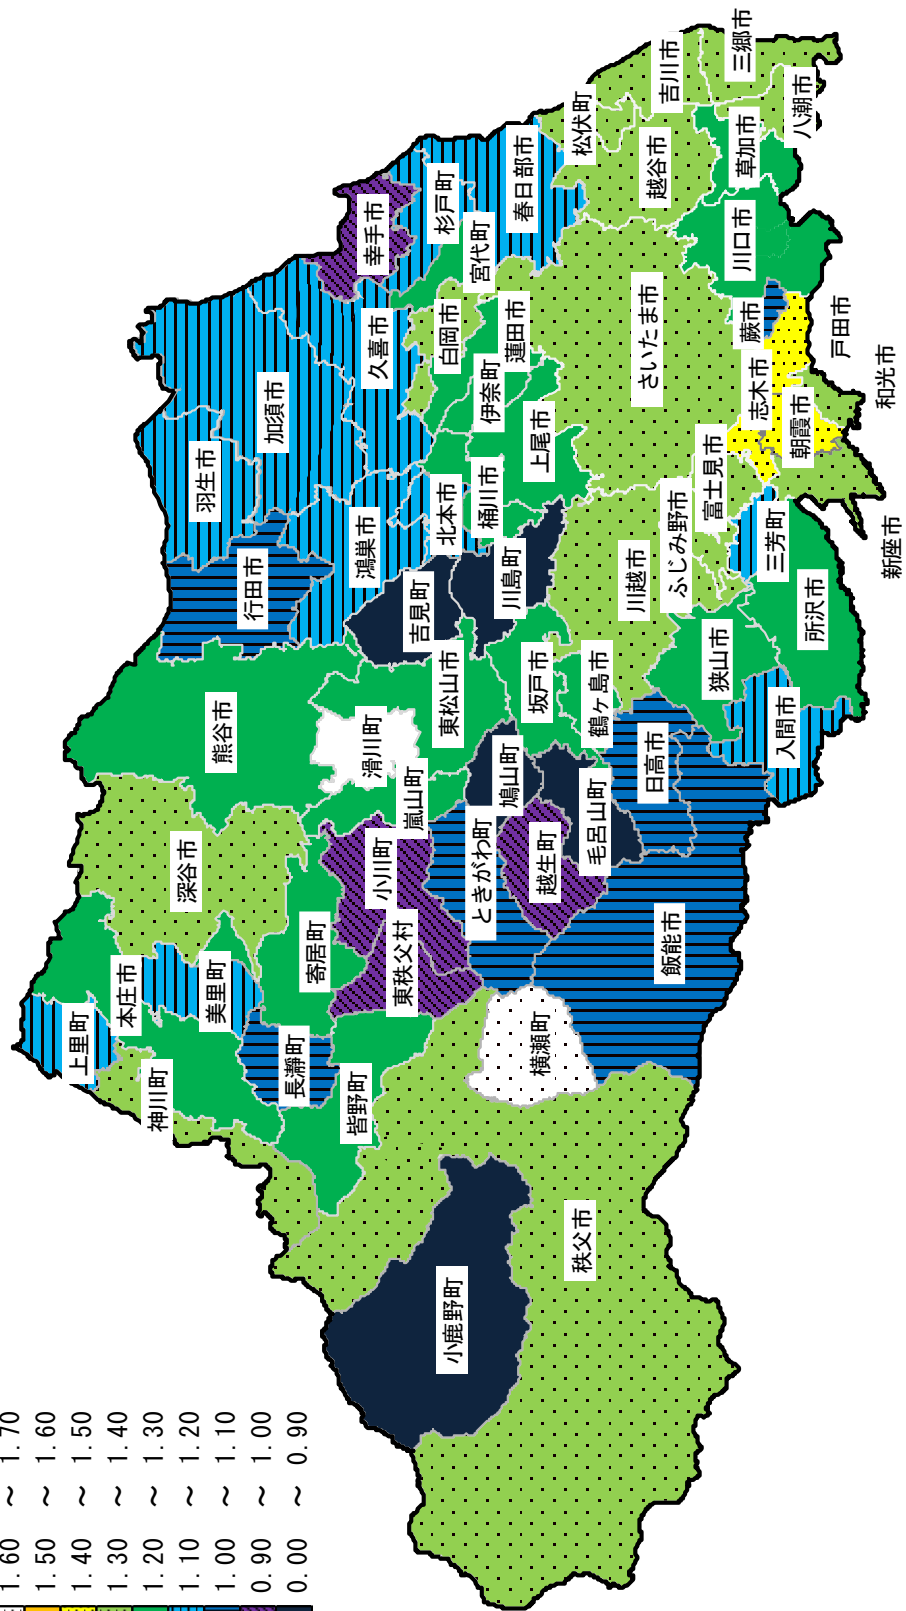 1.60 ～ 1.70
1.50 ～ 1.60
1.40 ～ 1.50
1.30 ～ 1.40
1.20 ～ 1.30
1.10 ～ 1.20
1.00 ～ 1.10
0.90 ～ 1.00
0.00 ～ 0.90
上里町
本庄市
神川町
美里町
深谷市
熊谷市
長瀞町
皆野町
寄居町
小川町
東秩父村
嵐山町
滑川町
行田市
羽生市
加須市
鴻巣市
久喜市
幸手市
杉戸町
宮代町
春日部市
白岡市
蓮田市
伊奈町
北本市
桶川市
上尾市
吉見町
川島町
東松山市
坂戸市
鶴ヶ島市
鳩山町
ときがわ町
越生町
毛呂山町
日高市
飯能市
横瀬町
小鹿野町
秩父市
川越市
ふじみ野市
富士見市
狭山市
入間市
所沢市
三芳町
さいたま市
志木市
朝霞市
新座市
和光市
戸田市
蕨市
川口市
草加市
越谷市
松伏町
吉川市
三郷市
八潮市